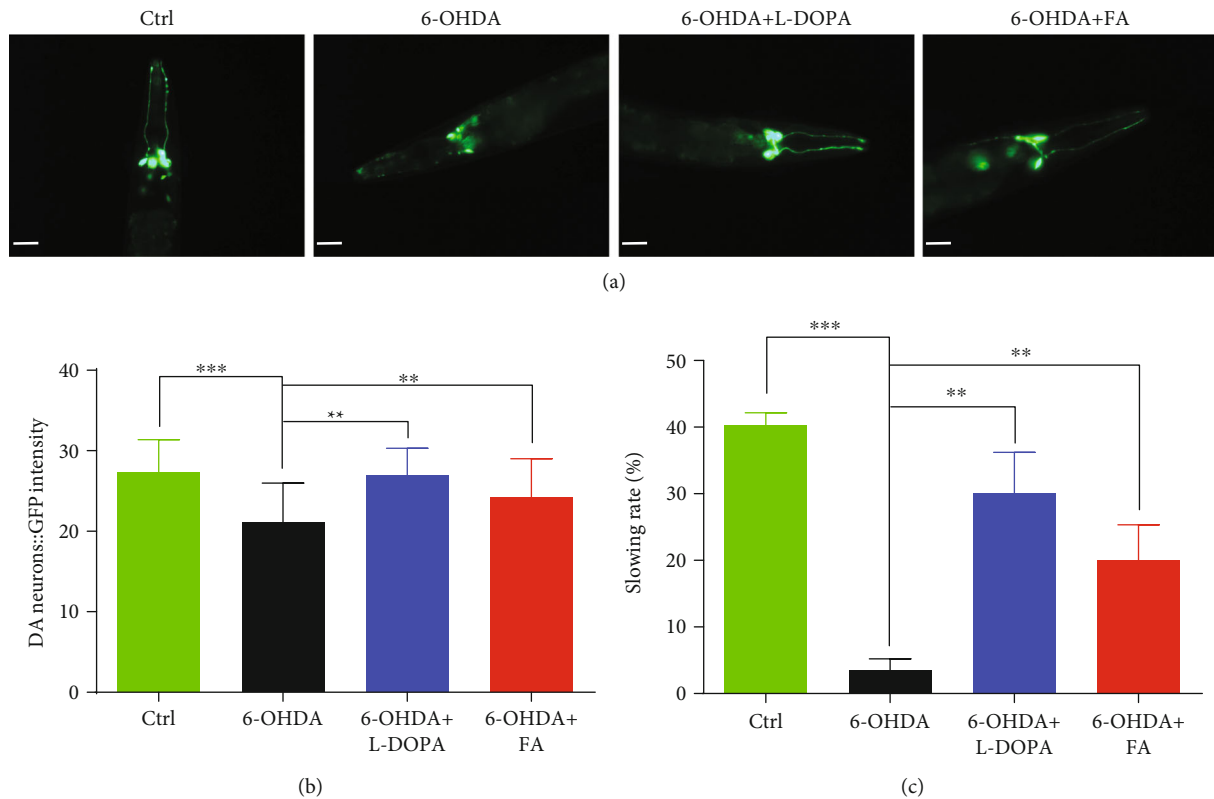 Ctrl
6-OHDA
6-OHDA+L-DOPA
6-OHDA+FA
(a)
DA neurons::GFP intensity
40
30
20
10
0
***
**
**
Ctrl
6-OHDA
6-OHDA+
L-DOPA
6-OHDA+
FA
(b)
Slowing rate (%)
50
40
30
20
10
0
***
**
**
Ctrl
6-OHDA
6-OHDA+
L-DOPA
6-OHDA+
FA
(c)